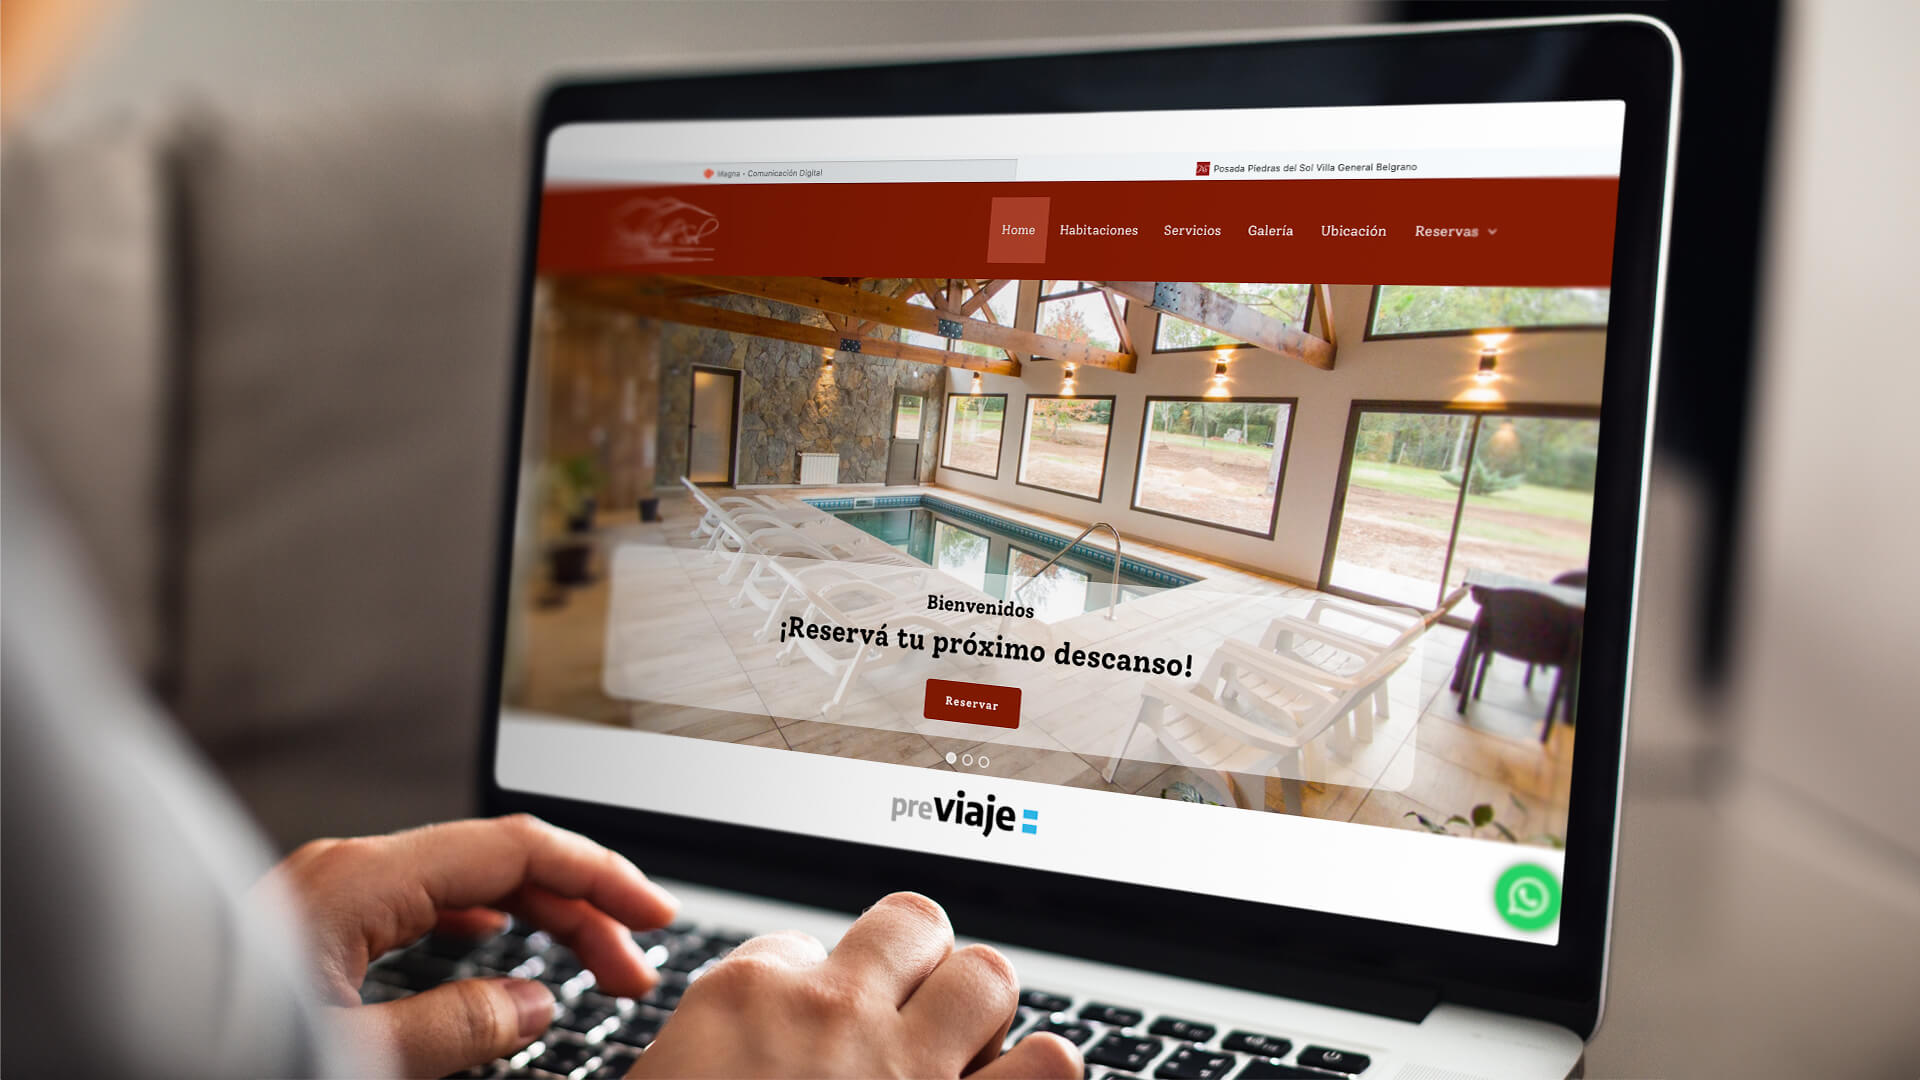 Magna - Comunicación Digital
Posada Piedras del Sol Villa General Belgrano
Home Habitaciones Servicios Galería Ubicación Reservas
Bienvenidos
¡Reservá tu próximo descanso!
Reservar
preViaje